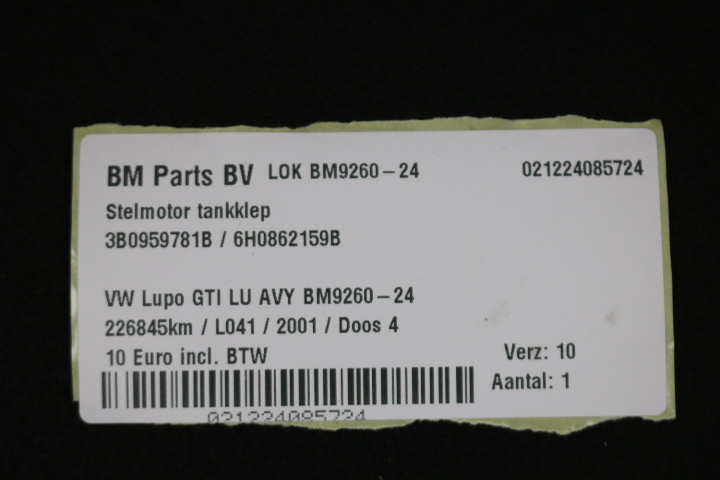 BM Parts BV LOK BM9260-24 021224085724
Stelmotor tankklep
3B0959781B / 6H0862159B
VW Lupo GTI LU AVY BM9260-24
226845km / L041 / 2001 / Doos 4
10 Euro incl. BTW Verz: 10
Aantal: 1
021224085724